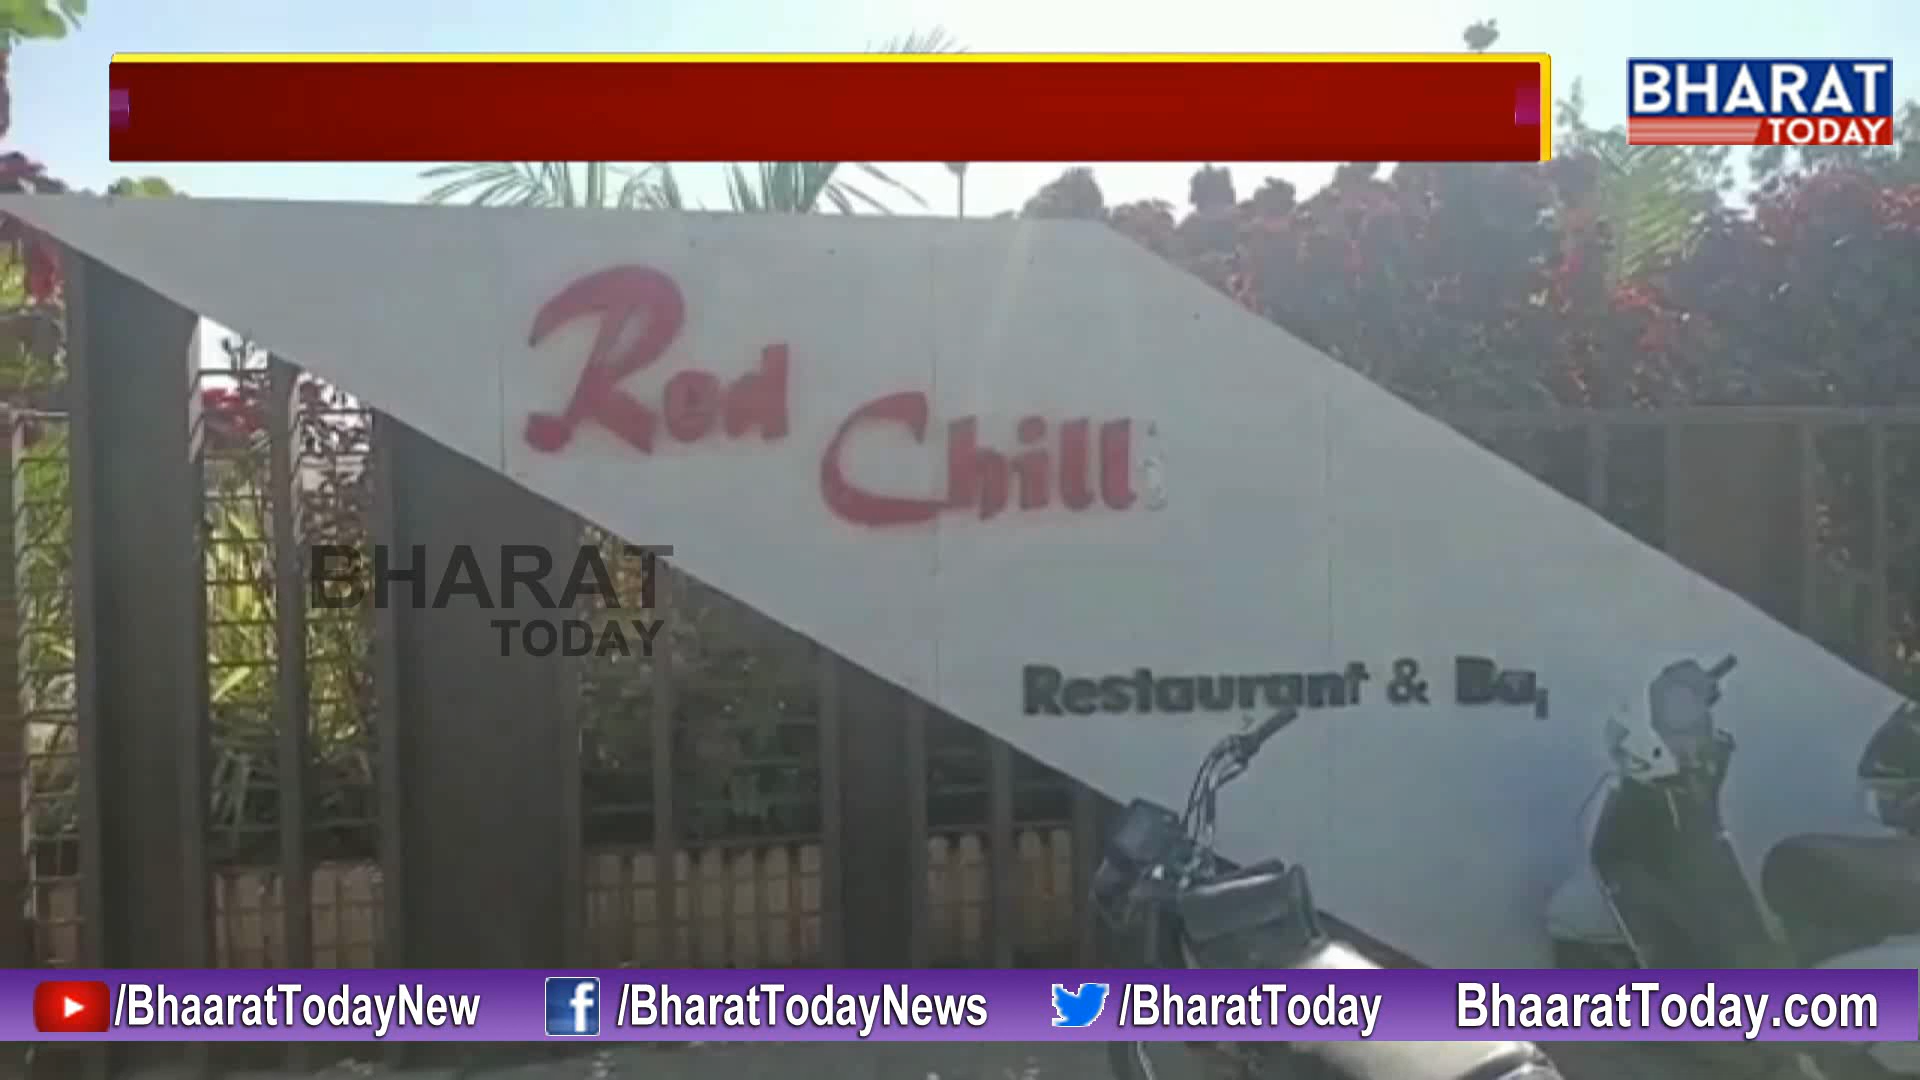 BHARAT
TODAY
Red
Chilli
BHARAT
TODAY
Restaurant & Bar
/BhaaratTodayNew /BharatTodayNews /BharatToday BhaaratToday.com